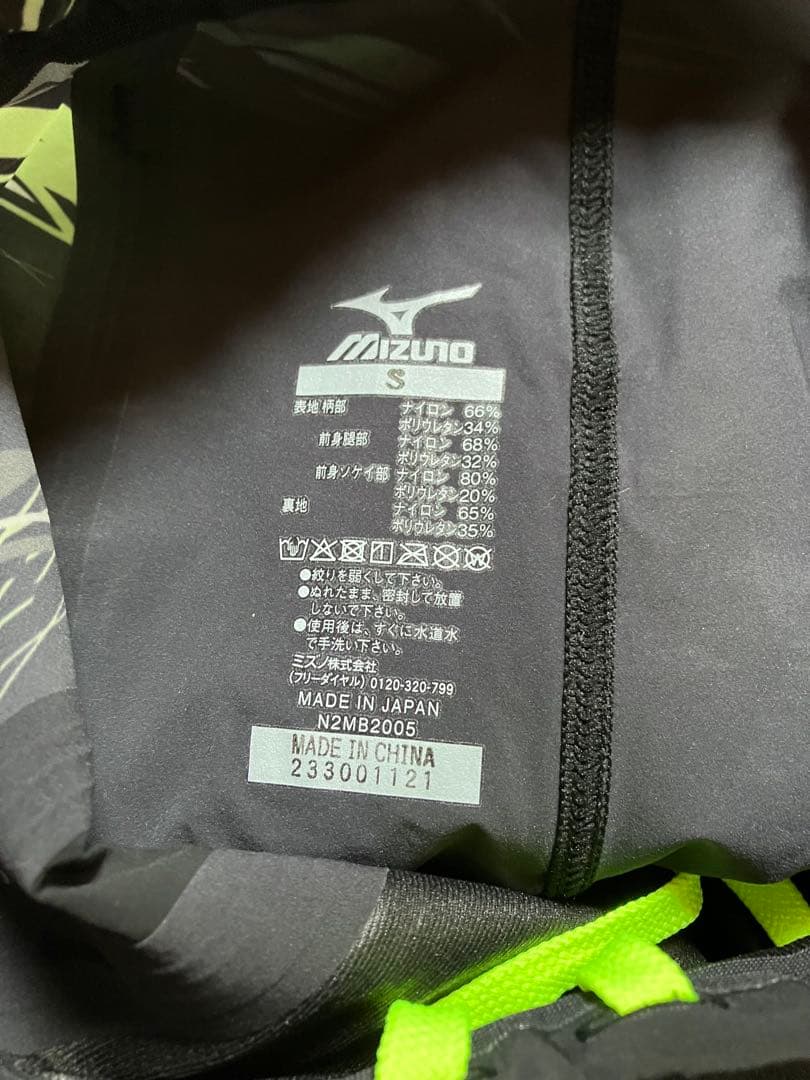 MIZUNO
S
表地 柄部 ナイロン 66%
ポリウレタン34%
前身腿部 ナイロン 68%
ポリウレタン32%
前身ソケイ部 ナイロン 80%
ポリウレタン20%
裏地 ナイロン 65%
ポリウレタン35%
●絞りを弱くして下さい。
●ぬれたまま、密封して放置
しないで下さい。
●使用後は、すぐに水道水
で手洗い下さい。
ミズノ株式会社
(フリーダイヤル) 0120-320-799
MADE IN JAPAN
N2MB2005
MADE IN CHINA
233001121